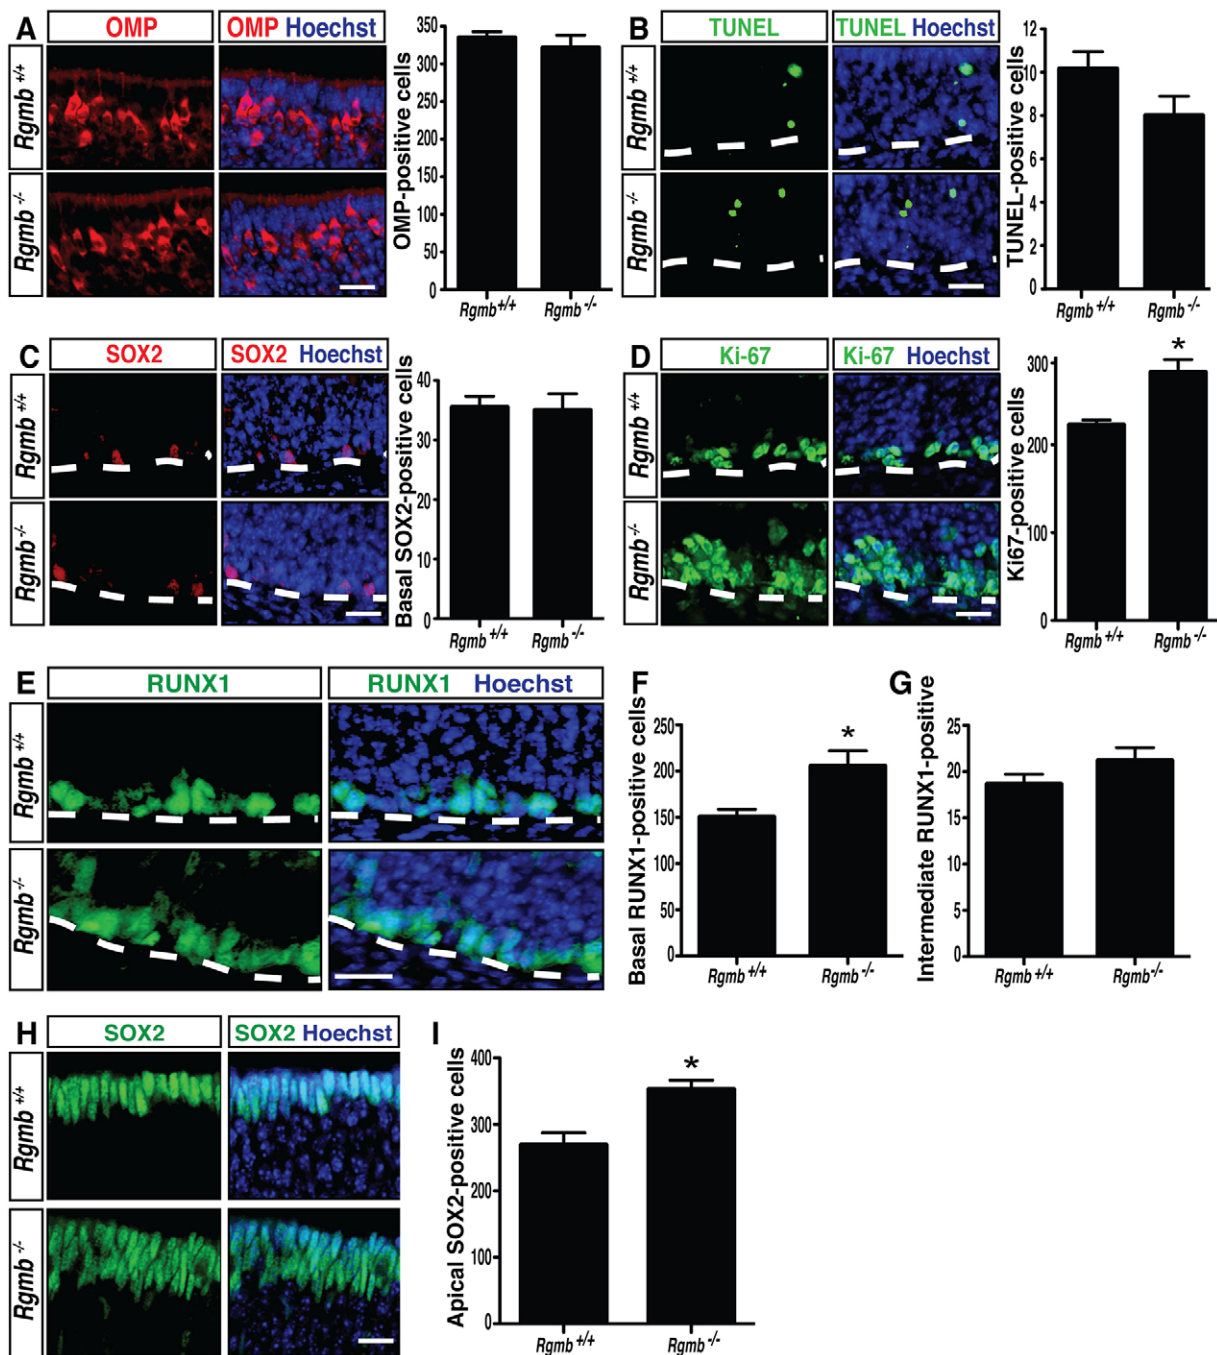 A
OMP
OMP Hoechst
Rgmb +/+
Rgmb -/-
OMP-positive cells
350
300
250
200
150
100
50
0
Rgmb +/+
Rgmb -/-
B
TUNEL
TUNEL Hoechst
Rgmb +/+
Rgmb -/-
TUNEL-positive cells
12
10
8
6
4
2
0
Rgmb +/+
Rgmb -/-
C
SOX2
SOX2 Hoechst
Rgmb +/+
Rgmb -/-
Basal SOX2-positive cells
40
30
20
10
0
Rgmb +/+
Rgmb -/-
D
Ki-67
Ki-67 Hoechst
Rgmb +/+
Rgmb -/-
Ki67-positive cells
300
200
100
0
*
Rgmb +/+
Rgmb -/-
E
RUNX1
RUNX1 Hoechst
Rgmb +/+
Rgmb -/-
F
Basal RUNX1-positive cells
250
200
150
100
50
0
*
Rgmb +/+
Rgmb -/-
G
Intermediate RUNX1-positive
25
20
15
10
5
0
Rgmb +/+
Rgmb -/-
H
SOX2
SOX2 Hoechst
Rgmb +/+
Rgmb -/-
I
Apical SOX2-positive cells
400
300
200
100
0
*
Rgmb +/+
Rgmb -/-